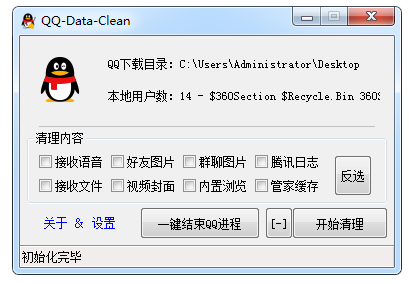 QQ-Data-Clean
QQ下载目录: C:\Users\Administrator\Desktop
本地用户数: 14 - $360Section $Recycle.Bin 360S
清理内容
接收语音 好友图片 群聊图片 腾讯日志
接收文件 视频封面 内置浏览 管家缓存
反选
关于 & 设置 一键结束QQ进程 [-] 开始清理
初始化完毕